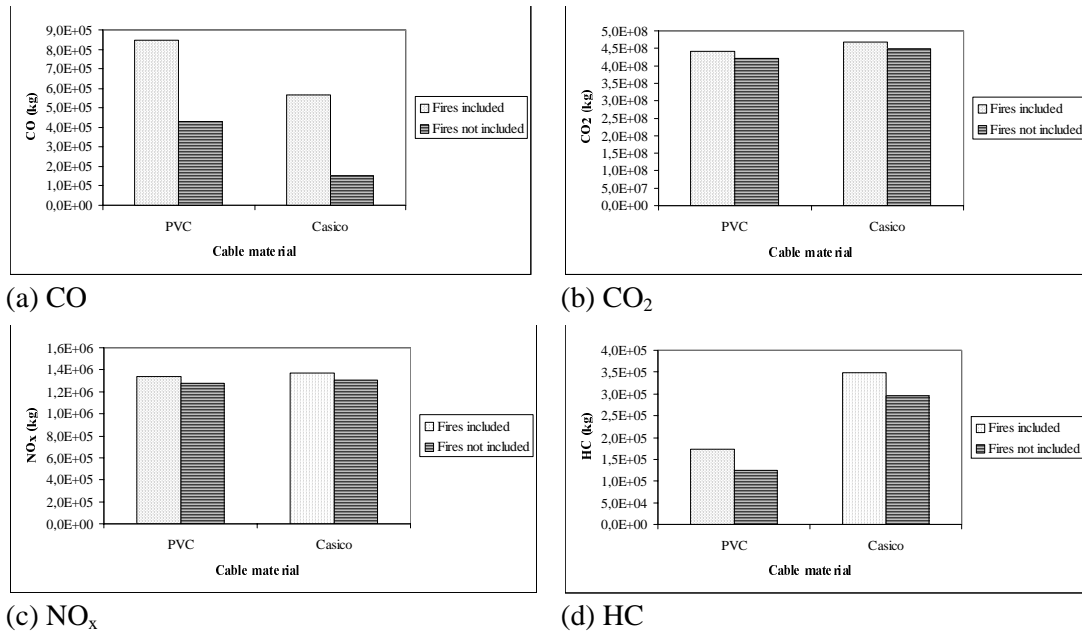 9,0E+05
8,0E+05
7,0E+05
6,0E+05
5,0E+05
4,0E+05
3,0E+05
2,0E+05
1,0E+05
0,0E+00
CO (kg)
PVC
Casico
Cable material
Fires included
Fires not included
(a) CO
5,0E+08
4,5E+08
4,0E+08
3,5E+08
3,0E+08
2,5E+08
2,0E+08
1,5E+08
1,0E+08
5,0E+07
0,0E+00
CO2 (kg)
PVC
Casico
Cable material
Fires included
Fires not included
(b) CO₂
1,6E+06
1,4E+06
1,2E+06
1,0E+06
8,0E+05
6,0E+05
4,0E+05
2,0E+05
0,0E+00
NOx (kg)
PVC
Casico
Cable material
Fires included
Fires not included
(c) NOₓ
4,0E+05
3,5E+05
3,0E+05
2,5E+05
2,0E+05
1,5E+05
1,0E+05
5,0E+04
0,0E+00
HC (kg)
PVC
Casico
Cable material
Fires included
Fires not included
(d) HC